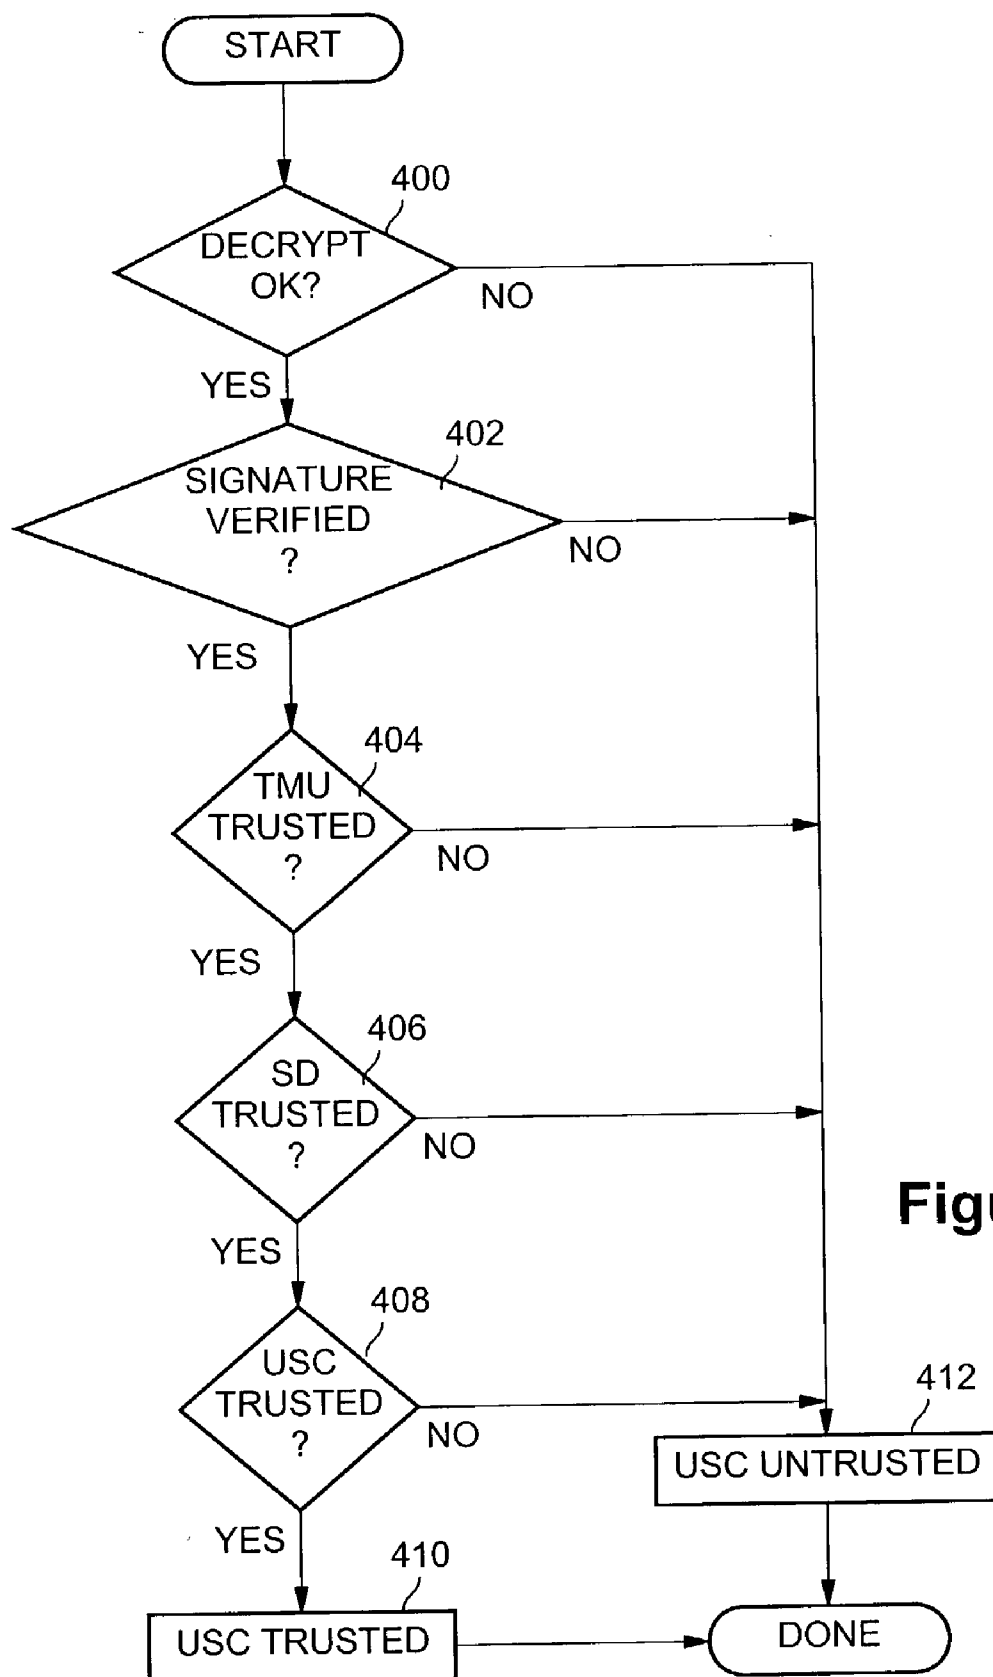 START
400
DECRYPT
OK?
NO
YES
402
SIGNATURE
VERIFIED
?
NO
YES
404
TMU
TRUSTED
?
NO
YES
406
SD
TRUSTED
?
NO
YES
408
USC
TRUSTED
?
NO
412
USC UNTRUSTED
YES
410
USC TRUSTED
DONE